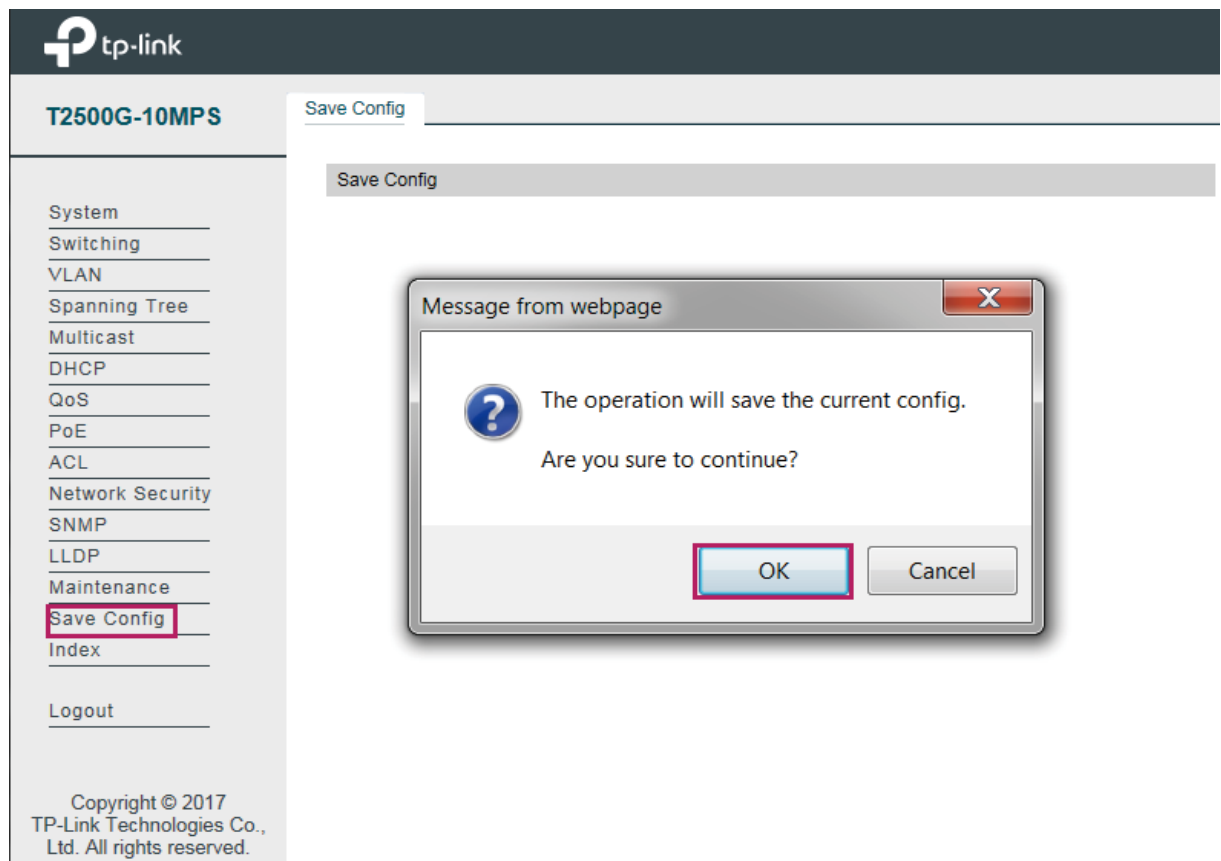 tp-link
T2500G-10MPS
Save Config
Save Config
System
Switching
VLAN
Spanning Tree
Multicast
DHCP
QoS
PoE
ACL
Network Security
SNMP
LLDP
Maintenance
Save Config
Index
Logout
Copyright © 2017
TP-Link Technologies Co.,
Ltd. All rights reserved.
Message from webpage
X
?
The operation will save the current config.
Are you sure to continue?
OK
Cancel